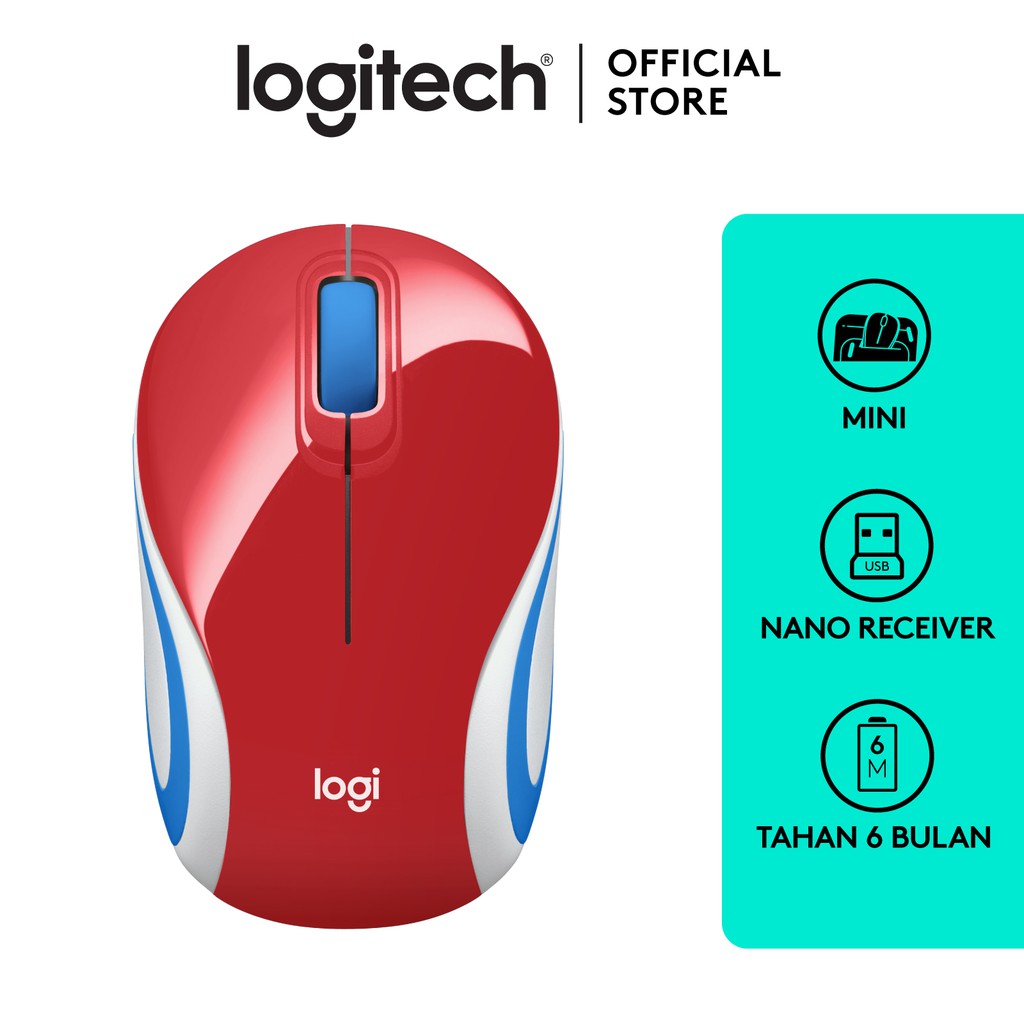 logitech®
OFFICIAL
STORE
MINI
USB
NANO RECEIVER
6
M
TAHAN 6 BULAN
logi